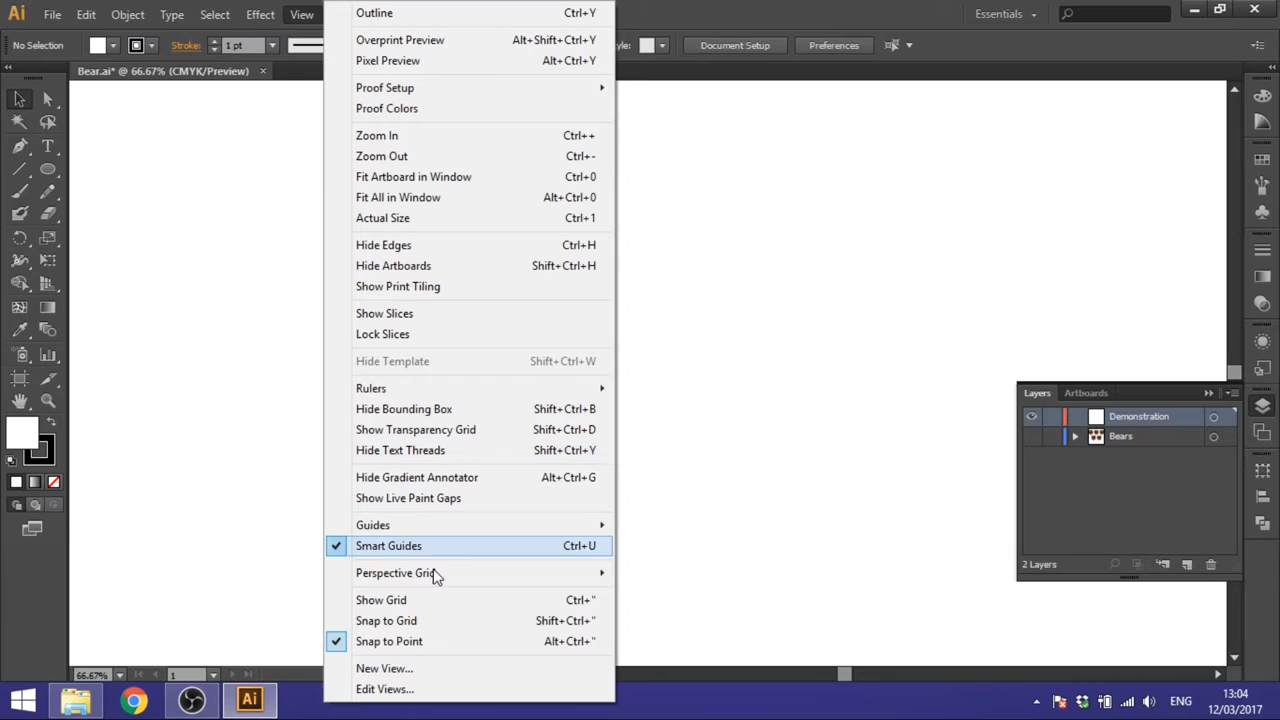 Ai File Edit Object Type Select Effect View Essentials
No Selection Stroke: 1 pt Style: Document Setup Preferences
Bear.ai* @ 66.67% (CMYK/Preview)
Outline Ctrl+Y
Overprint Preview Alt+Shift+Ctrl+Y
Pixel Preview Alt+Ctrl+Y
Proof Setup
Proof Colors
Zoom In Ctrl++
Zoom Out Ctrl+-
Fit Artboard in Window Ctrl+0
Fit All in Window Alt+Ctrl+0
Actual Size Ctrl+1
Hide Edges Ctrl+H
Hide Artboards Shift+Ctrl+H
Show Print Tiling
Show Slices
Lock Slices
Hide Template Shift+Ctrl+W
Rulers
Hide Bounding Box Shift+Ctrl+B
Show Transparency Grid Shift+Ctrl+D
Hide Text Threads Shift+Ctrl+Y
Hide Gradient Annotator Alt+Ctrl+G
Show Live Paint Gaps
Guides
Smart Guides Ctrl+U
Perspective Grid
Show Grid Ctrl+"
Snap to Grid Shift+Ctrl+"
Snap to Point Alt+Ctrl+"
New View...
Edit Views...
Layers Artboards
Demonstration
Bears
2 Layers
66.67% 1
Ai ENG 13:04
12/03/2017